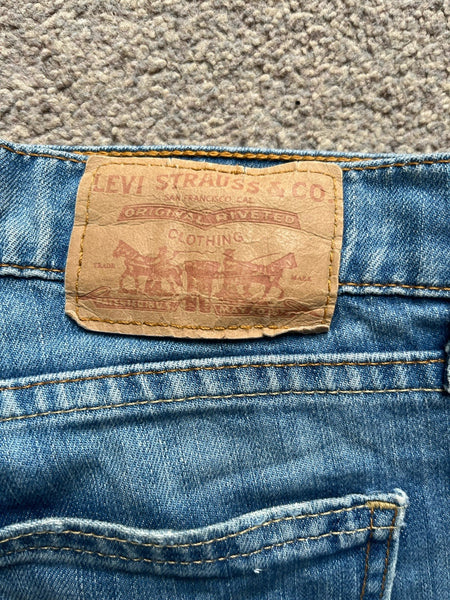 LEVI STRAUSS & CO
SAN FRANCISCO, CAL
ORIGINAL RIVETED
CLOTHING
TRADE MARK